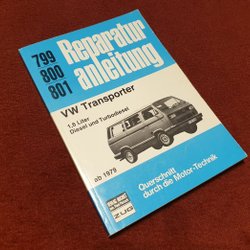 799
800
801
Reparatur
anleitung
VW Transporter
1,6 Liter
Diesel und Turbodiesel
ab 1979
Querschnitt
durch die Motor-Technik
ZUG